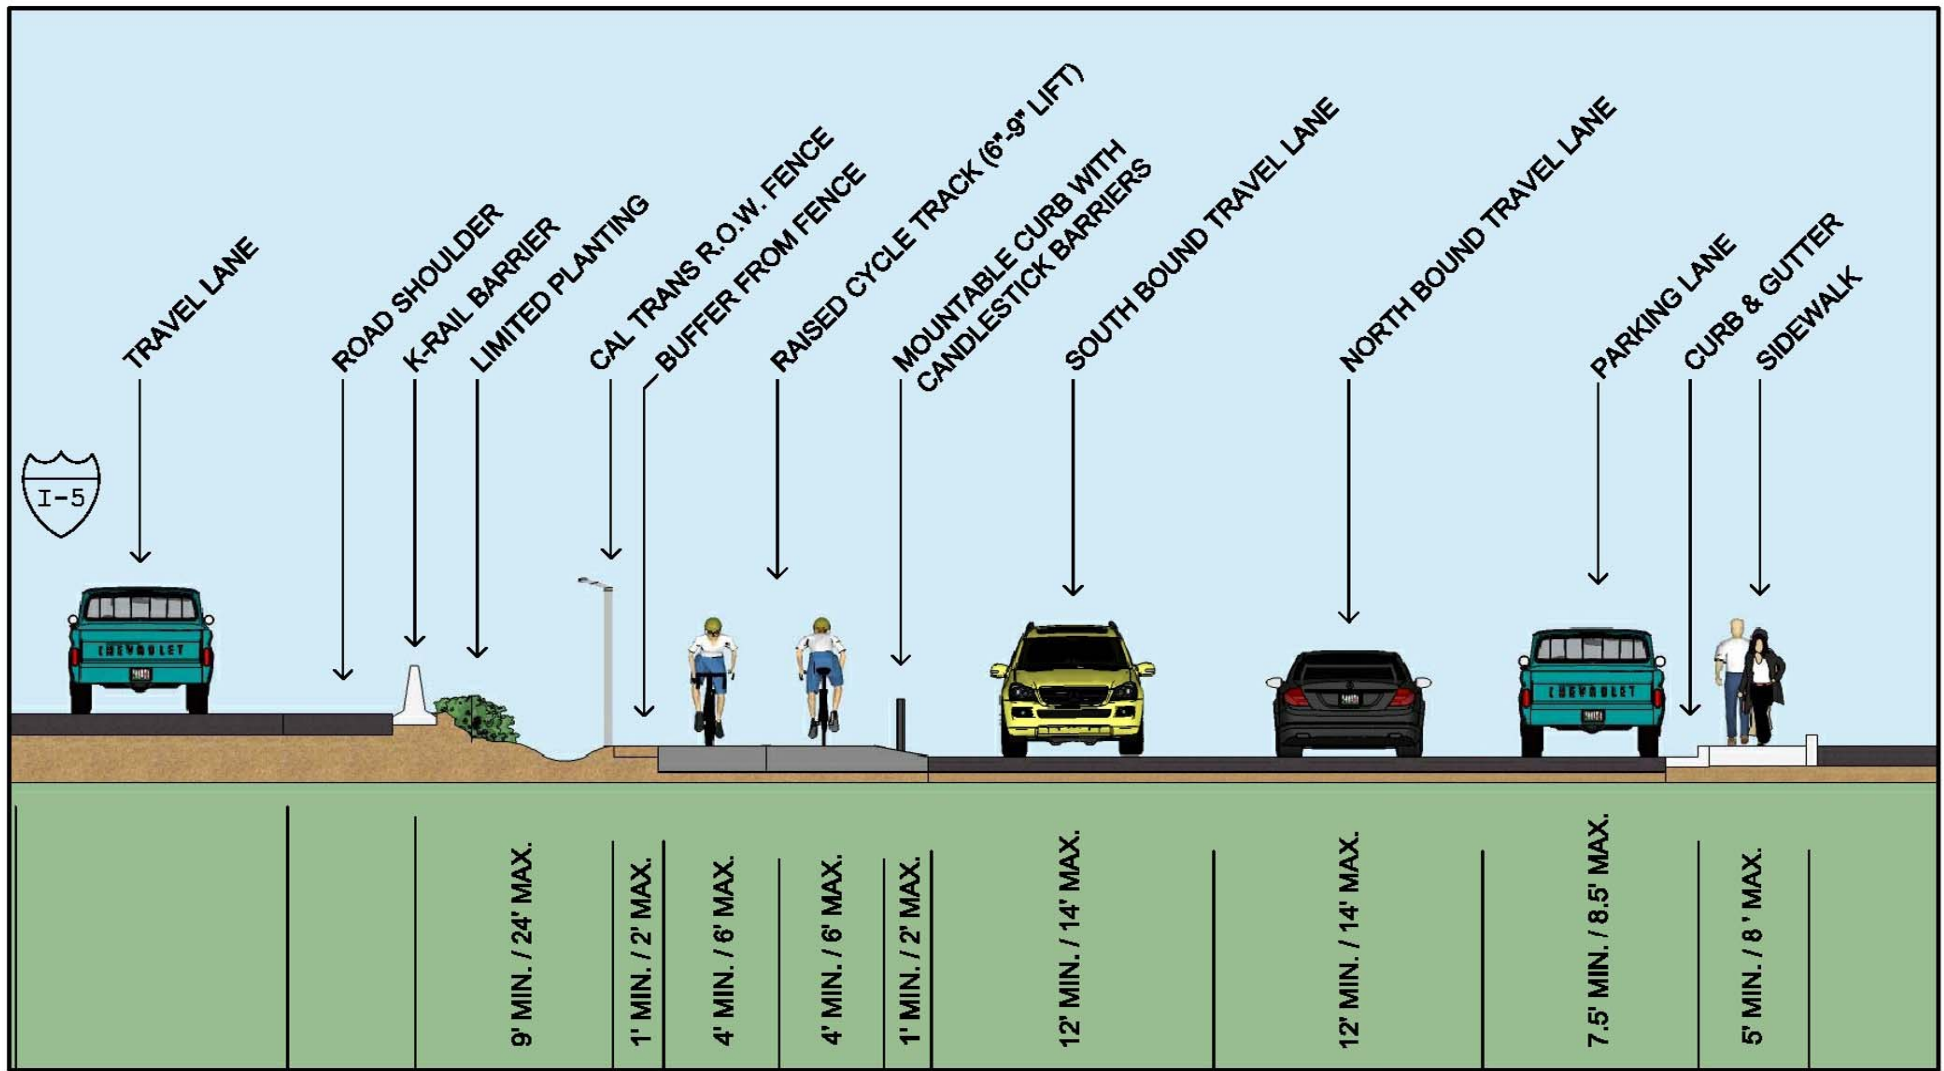 TRAVEL LANE
ROAD SHOULDER
K-RAIL BARRIER
LIMITED PLANTING
CAL TRANS R.O.W. FENCE
BUFFER FROM FENCE
RAISED CYCLE TRACK (6"-9" LIFT)
MOUNTABLE CURB WITH
CANDLESTICK BARRIERS
SOUTH BOUND TRAVEL LANE
NORTH BOUND TRAVEL LANE
PARKING LANE
CURB & GUTTER
SIDEWALK
I-5
CHEVROLET
CHEVROLET
9' MIN. / 24' MAX.
1' MIN. / 2' MAX.
4' MIN. / 6' MAX.
4' MIN. / 6' MAX.
1' MIN. / 2' MAX.
12' MIN. / 14' MAX.
12' MIN. / 14' MAX.
7.5' MIN. / 8.5' MAX.
5' MIN. / 8 ' MAX.